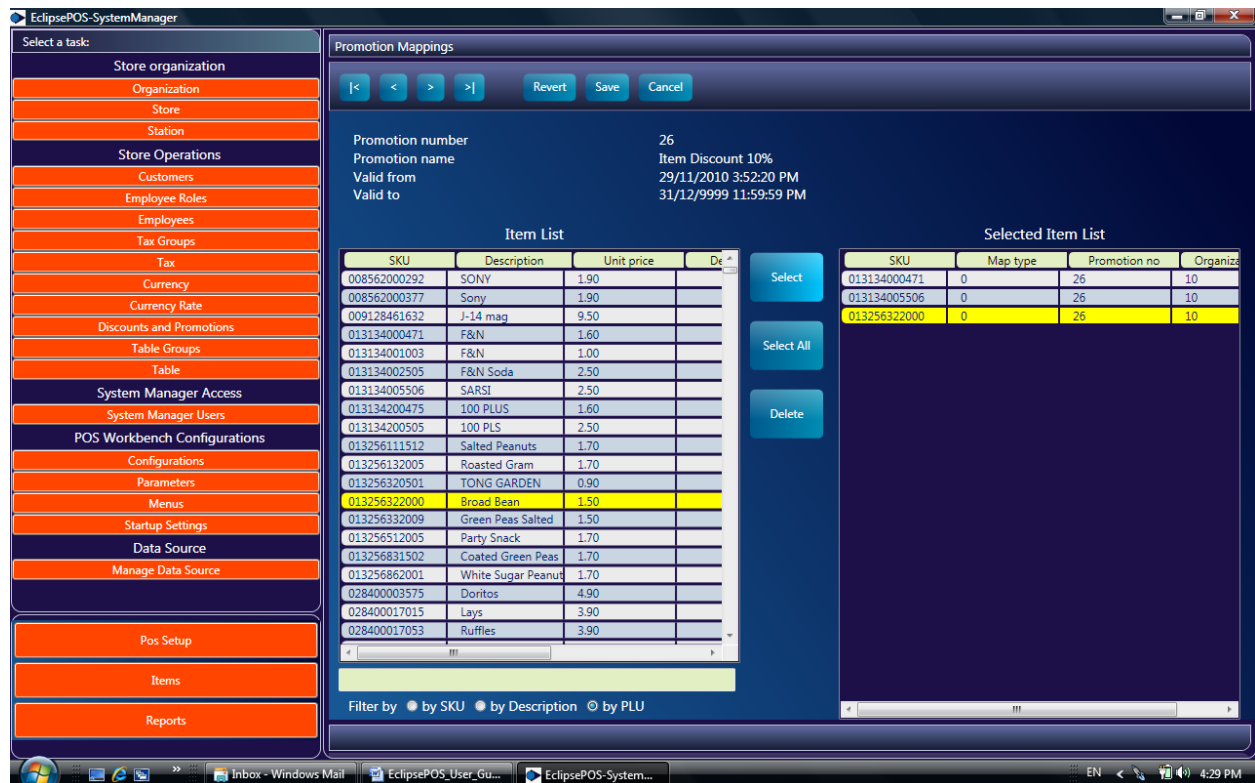 EclipsePOS-SystemManager
Select a task:
Store organization
Organization
Store
Station
Store Operations
Customers
Employee Roles
Employees
Tax Groups
Tax
Currency
Currency Rate
Discounts and Promotions
Table Groups
Table
System Manager Access
System Manager Users
POS Workbench Configurations
Configurations
Parameters
Menus
Startup Settings
Data Source
Manage Data Source
Pos Setup
Items
Reports
Promotion Mappings
|< < > >| Revert Save Cancel
Promotion number 26
Promotion name Item Discount 10%
Valid from 29/11/2010 3:52:20 PM
Valid to 31/12/9999 11:59:59 PM
Item List
SKU Description Unit price De
008562000292 SONY 1.90
008562000377 Sony 1.90
009128461632 J-14 mag 9.50
013134000471 F&N 1.60
013134001003 F&N 1.00
013134002505 F&N Soda 2.50
013134005506 SARSI 2.50
013134200475 100 PLUS 1.60
013134200505 100 PLS 2.50
013256111512 Salted Peanuts 1.70
013256132005 Roasted Gram 1.70
013256320501 TONG GARDEN 0.90
013256322000 Broad Bean 1.50
013256332009 Green Peas Salted 1.50
013256512005 Party Snack 1.70
013256831502 Coated Green Peas 1.70
013256862001 White Sugar Peanut 1.70
028400003575 Doritos 4.90
028400017015 Lays 3.90
028400017053 Ruffles 3.90
Filter by by SKU by Description by PLU
Select
Select All
Delete
Selected Item List
SKU Map type Promotion no Organiza
013134000471 0 26 10
013134005506 0 26 10
013256322000 0 26 10
» Inbox - Windows Mail EclipsePOS_User_Gu... EclipsePOS-System... EN < 4:29 PM